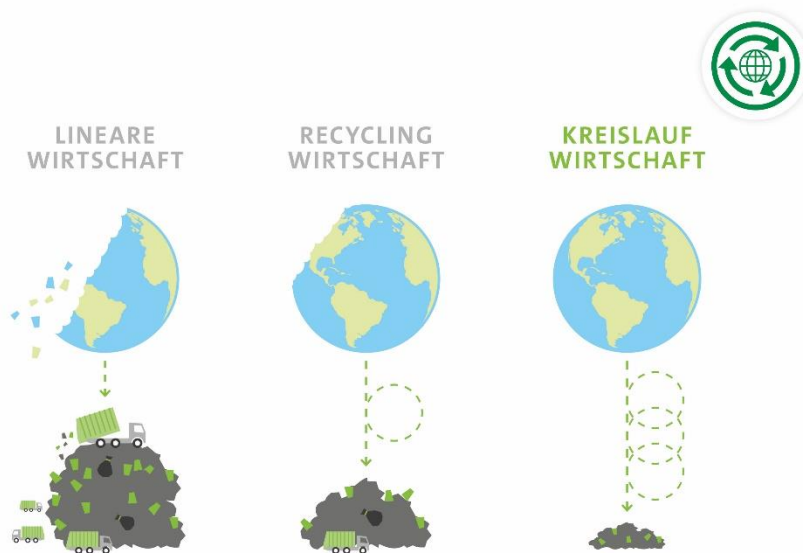 LINEARE
WIRTSCHAFT
RECYCLING
WIRTSCHAFT
KREISLAUF
WIRTSCHAFT